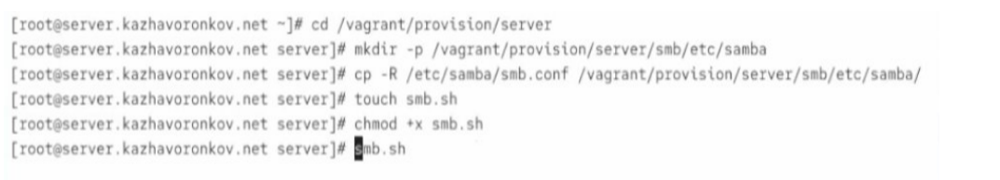 [root@server.kazhavoronkov.net ~]# cd /vagrant/provision/server
[root@server.kazhavoronkov.net server]# mkdir -p /vagrant/provision/server/smb/etc/samba
[root@server.kazhavoronkov.net server]# cp -R /etc/samba/smb.conf /vagrant/provision/server/smb/etc/samba/
[root@server.kazhavoronkov.net server]# touch smb.sh
[root@server.kazhavoronkov.net server]# chmod +x smb.sh
[root@server.kazhavoronkov.net server]# smb.sh